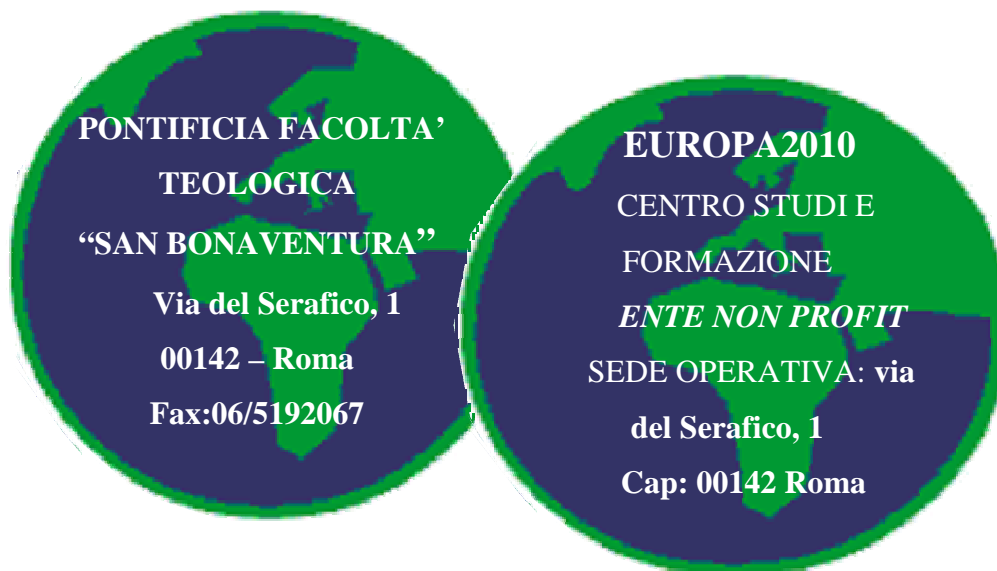 PONTIFICIA FACOLTA’
TEOLOGICA
“SAN BONAVENTURA”
Via del Serafico, 1
00142 – Roma
Fax:06/5192067
EUROPA2010
CENTRO STUDI E
FORMAZIONE
ENTE NON PROFIT
SEDE OPERATIVA: via
del Serafico, 1
Cap: 00142 Roma